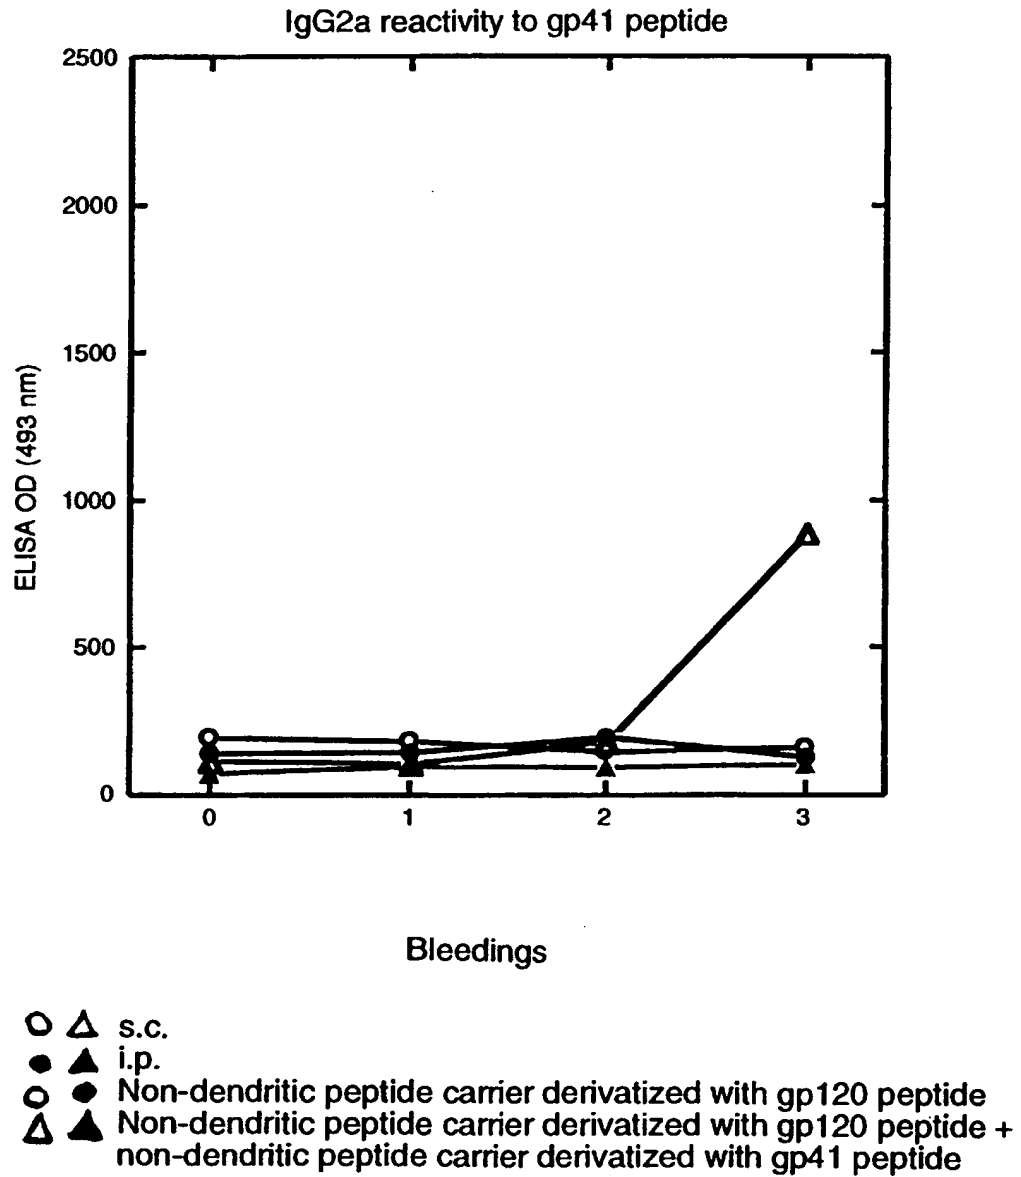 IgG2a reactivity to gp41 peptide
2500
2000
1500
1000
500
0
ELISA OD (493 nm)
0 1 2 3
Bleedings
s.c.
i.p.
Non-dendritic peptide carrier derivatized with gp120 peptide
Non-dendritic peptide carrier derivatized with gp120 peptide +
non-dendritic peptide carrier derivatized with gp41 peptide